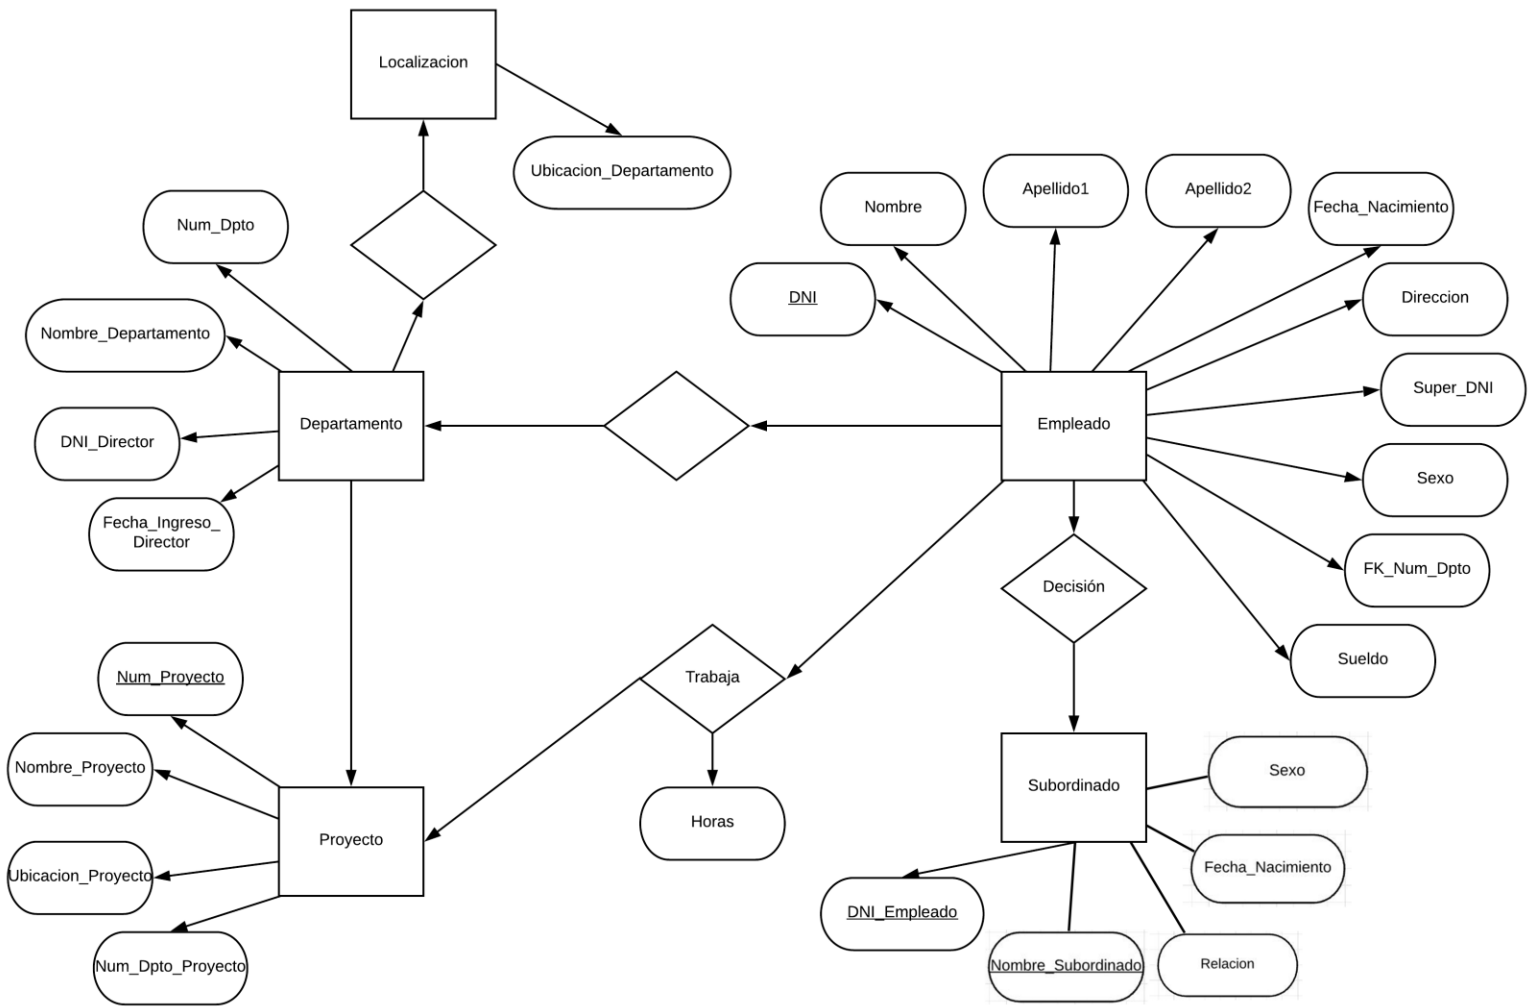 Localizacion
Ubicacion_Departamento
Num_Dpto
Nombre_Departamento
DNI_Director
Fecha_Ingreso_
Director
Departamento
Nombre
Apellido1
Apellido2
Fecha_Nacimiento
DNI
Direccion
Super_DNI
Empleado
Sexo
FK_Num_Dpto
Sueldo
Decisión
Trabaja
Horas
Num_Proyecto
Nombre_Proyecto
Ubicacion_Proyecto
Num_Dpto_Proyecto
Proyecto
Subordinado
Sexo
Fecha_Nacimiento
DNI_Empleado
Nombre_Subordinado
Relacion